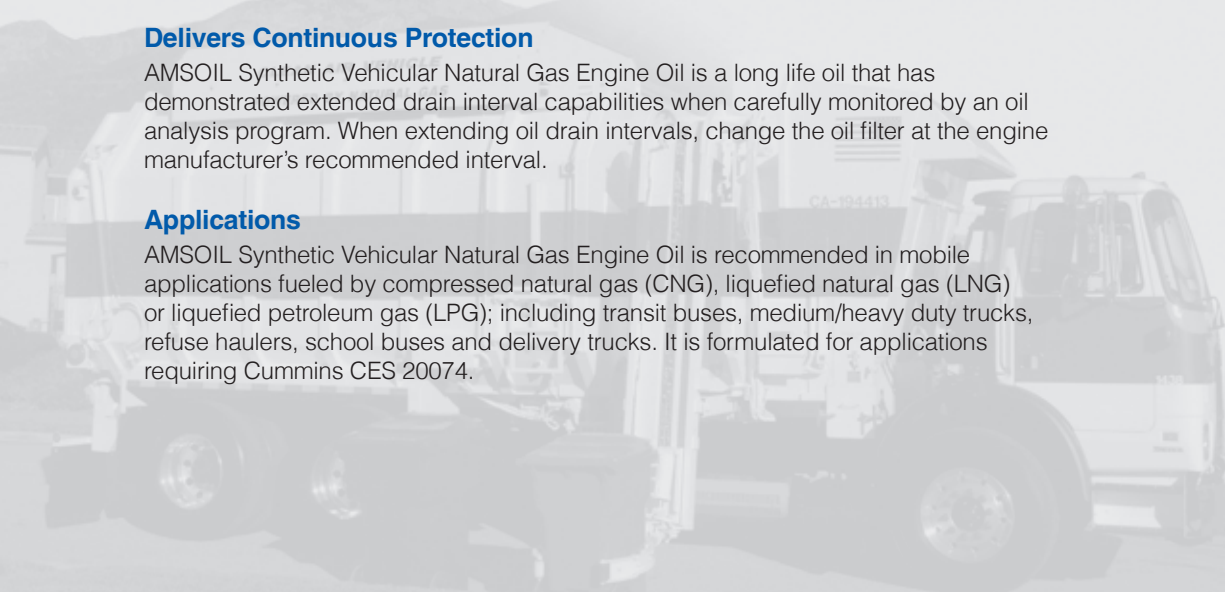 Delivers Continuous Protection
AMSOIL Synthetic Vehicular Natural Gas Engine Oil is a long life oil that has
demonstrated extended drain interval capabilities when carefully monitored by an oil
analysis program. When extending oil drain intervals, change the oil filter at the engine
manufacturer’s recommended interval.
Applications
AMSOIL Synthetic Vehicular Natural Gas Engine Oil is recommended in mobile
applications fueled by compressed natural gas (CNG), liquefied natural gas (LNG)
or liquefied petroleum gas (LPG); including transit buses, medium/heavy duty trucks,
refuse haulers, school buses and delivery trucks. It is formulated for applications
requiring Cummins CES 20074.
CA-194413